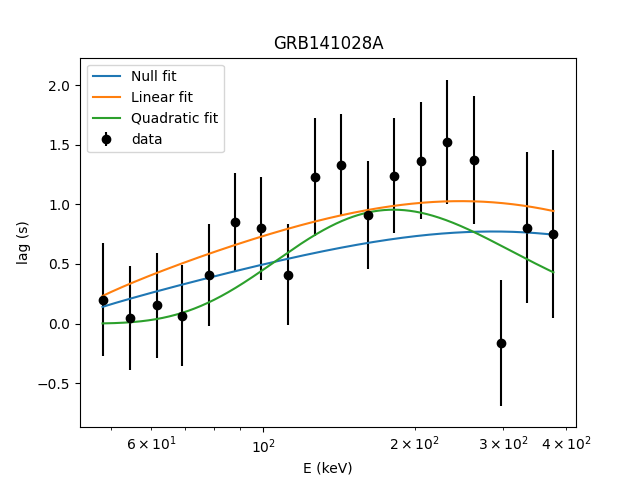 GRB141028A
Null fit
Linear fit
Quadratic fit
data
2.0
1.5
1.0
0.5
0.0
−0.5
lag (s)
6 × 10¹
10²
2 × 10²
3 × 10²
4 × 10²
E (keV)